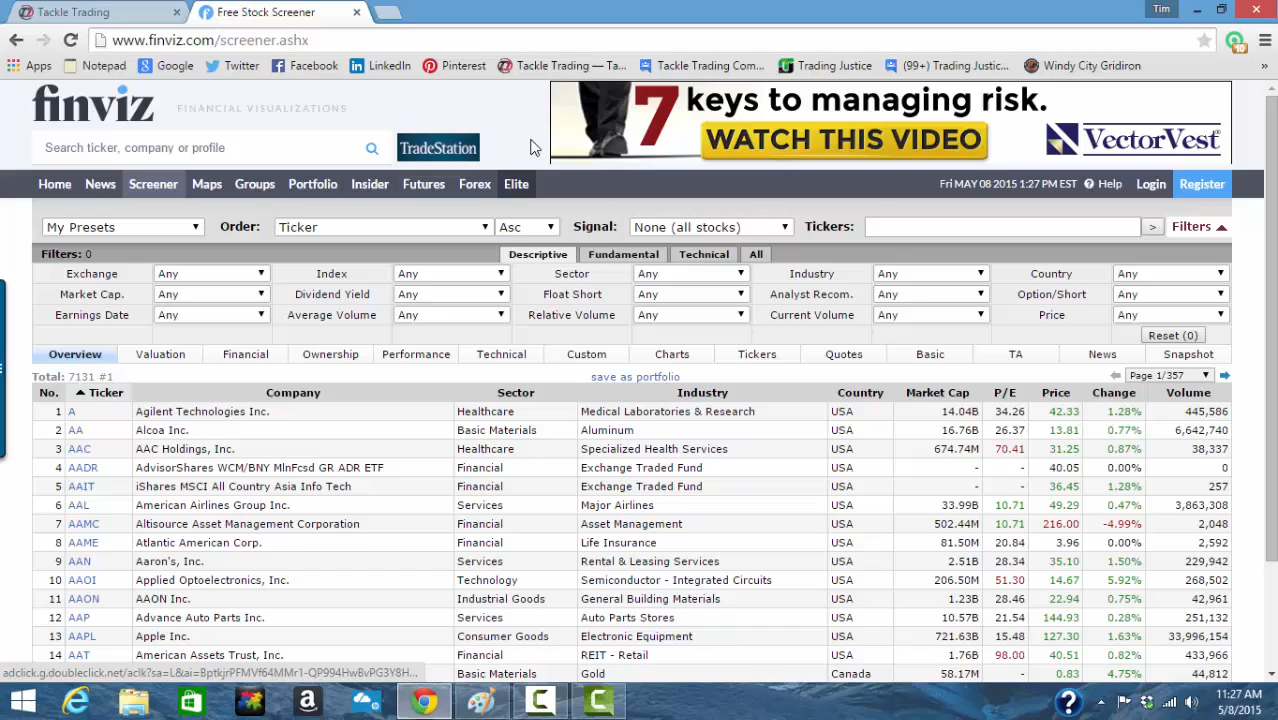 Tackle Trading
Free Stock Screener
Tim
www.finviz.com/screener.ashx
10
Apps Notepad Google Twitter Facebook LinkedIn Pinterest Tackle Trading — Ta... Tackle Trading Com... Trading Justice (99+) Trading Justic... Windy City Gridiron »
finviz FINANCIAL VISUALIZATIONS
7 keys to managing risk.
WATCH THIS VIDEO
VectorVest
Search ticker, company or profile
TradeStation
Home News Screener Maps Groups Portfolio Insider Futures Forex Elite Fri MAY 08 2015 1:27 PM EST Help Login Register
My Presets Order: Ticker Asc Signal: None (all stocks) Tickers: > Filters
Filters: 0 Descriptive Fundamental Technical All
Exchange Any Index Any Sector Any Industry Any Country Any
Market Cap. Any Dividend Yield Any Float Short Any Analyst Recom. Any Option/Short Any
Earnings Date Any Average Volume Any Relative Volume Any Current Volume Any Price Any
Reset (0)
Overview Valuation Financial Ownership Performance Technical Custom Charts Tickers Quotes Basic TA News Snapshot
Total: 7131 #1 save as portfolio Page 1/357
No. Ticker Company Sector Industry Country Market Cap P/E Price Change Volume
1 A Agilent Technologies Inc. Healthcare Medical Laboratories & Research USA 14.04B 34.26 42.33 1.28% 445,586
2 AA Alcoa Inc. Basic Materials Aluminum USA 16.76B 26.37 13.81 0.77% 6,642,740
3 AAC AAC Holdings, Inc. Healthcare Specialized Health Services USA 674.74M 70.41 31.25 0.87% 38,337
4 AADR AdvisorShares WCM/BNY MlnFcsd GR ADR ETF Financial Exchange Traded Fund USA - - 40.05 0.00% 0
5 AAIT iShares MSCI All Country Asia Info Tech Financial Exchange Traded Fund USA - - 36.45 1.28% 257
6 AAL American Airlines Group Inc. Services Major Airlines USA 33.99B 10.71 49.29 0.47% 3,863,308
7 AAMC Altisource Asset Management Corporation Financial Asset Management USA 502.44M 10.71 216.00 -4.99% 2,048
8 AAME Atlantic American Corp. Financial Life Insurance USA 81.50M 20.84 3.96 0.00% 2,592
9 AAN Aaron's, Inc. Services Rental & Leasing Services USA 2.51B 28.34 35.10 1.50% 229,942
10 AAOI Applied Optoelectronics, Inc. Technology Semiconductor - Integrated Circuits USA 206.50M 51.30 14.67 5.92% 268,502
11 AAON AAON Inc. Industrial Goods General Building Materials USA 1.23B 28.46 22.94 0.75% 42,961
12 AAP Advance Auto Parts Inc. Services Auto Parts Stores USA 10.57B 21.54 144.93 0.28% 251,132
13 AAPL Apple Inc. Consumer Goods Electronic Equipment USA 721.63B 15.48 127.30 1.63% 33,996,154
14 AAT American Assets Trust, Inc. Financial REIT - Retail USA 1.76B 98.00 40.51 0.82% 433,966
Basic Materials Gold Canada 58.17M - 0.83 4.75% 44,812
11:27 AM
5/8/2015